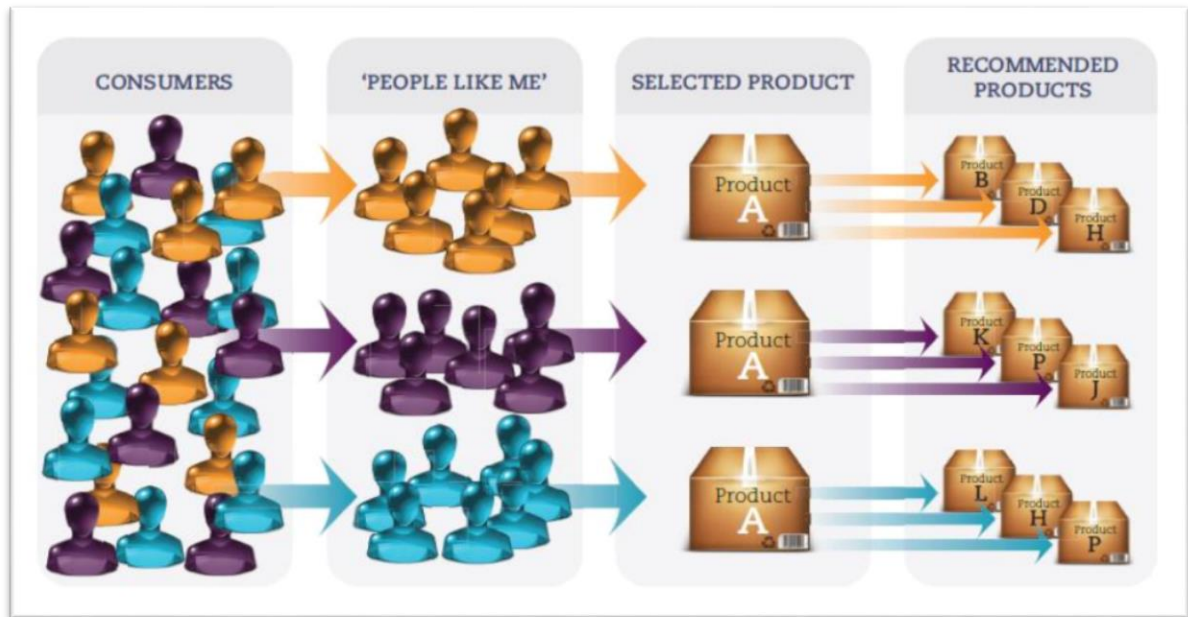 CONSUMERS
‘PEOPLE LIKE ME’
SELECTED PRODUCT
RECOMMENDED
PRODUCTS
Product
A
Product
B
Product
D
Product
H
Product
A
Product
K
Product
P
Product
J
Product
A
Product
L
Product
H
Product
P